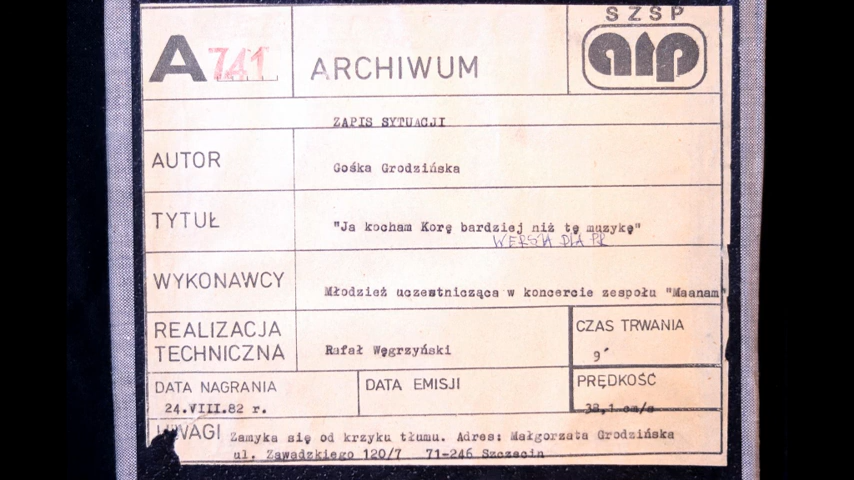 A 741 ARCHIWUM SZSP arp
ZAPIS SYTUACJI
AUTOR Gośka Grodzińska
TYTUŁ "Ja kocham Korę bardziej niż tę muzykę"
WERSJA DLA PR
WYKONAWCY Młodzież uczestnicząca w koncercie zespołu "Maanam"
REALIZACJA TECHNICZNA Rafał Węgrzyński
CZAS TRWANIA 9´
DATA NAGRANIA 24.VIII.82 r.
DATA EMISJI
PRĘDKOŚĆ 38,1 cm/s
UWAGI Zamyka się od krzyku tłumu. Adres: Małgorzata Grodzińska
ul. Zawadzkiego 120/7 71-246 Szczecin